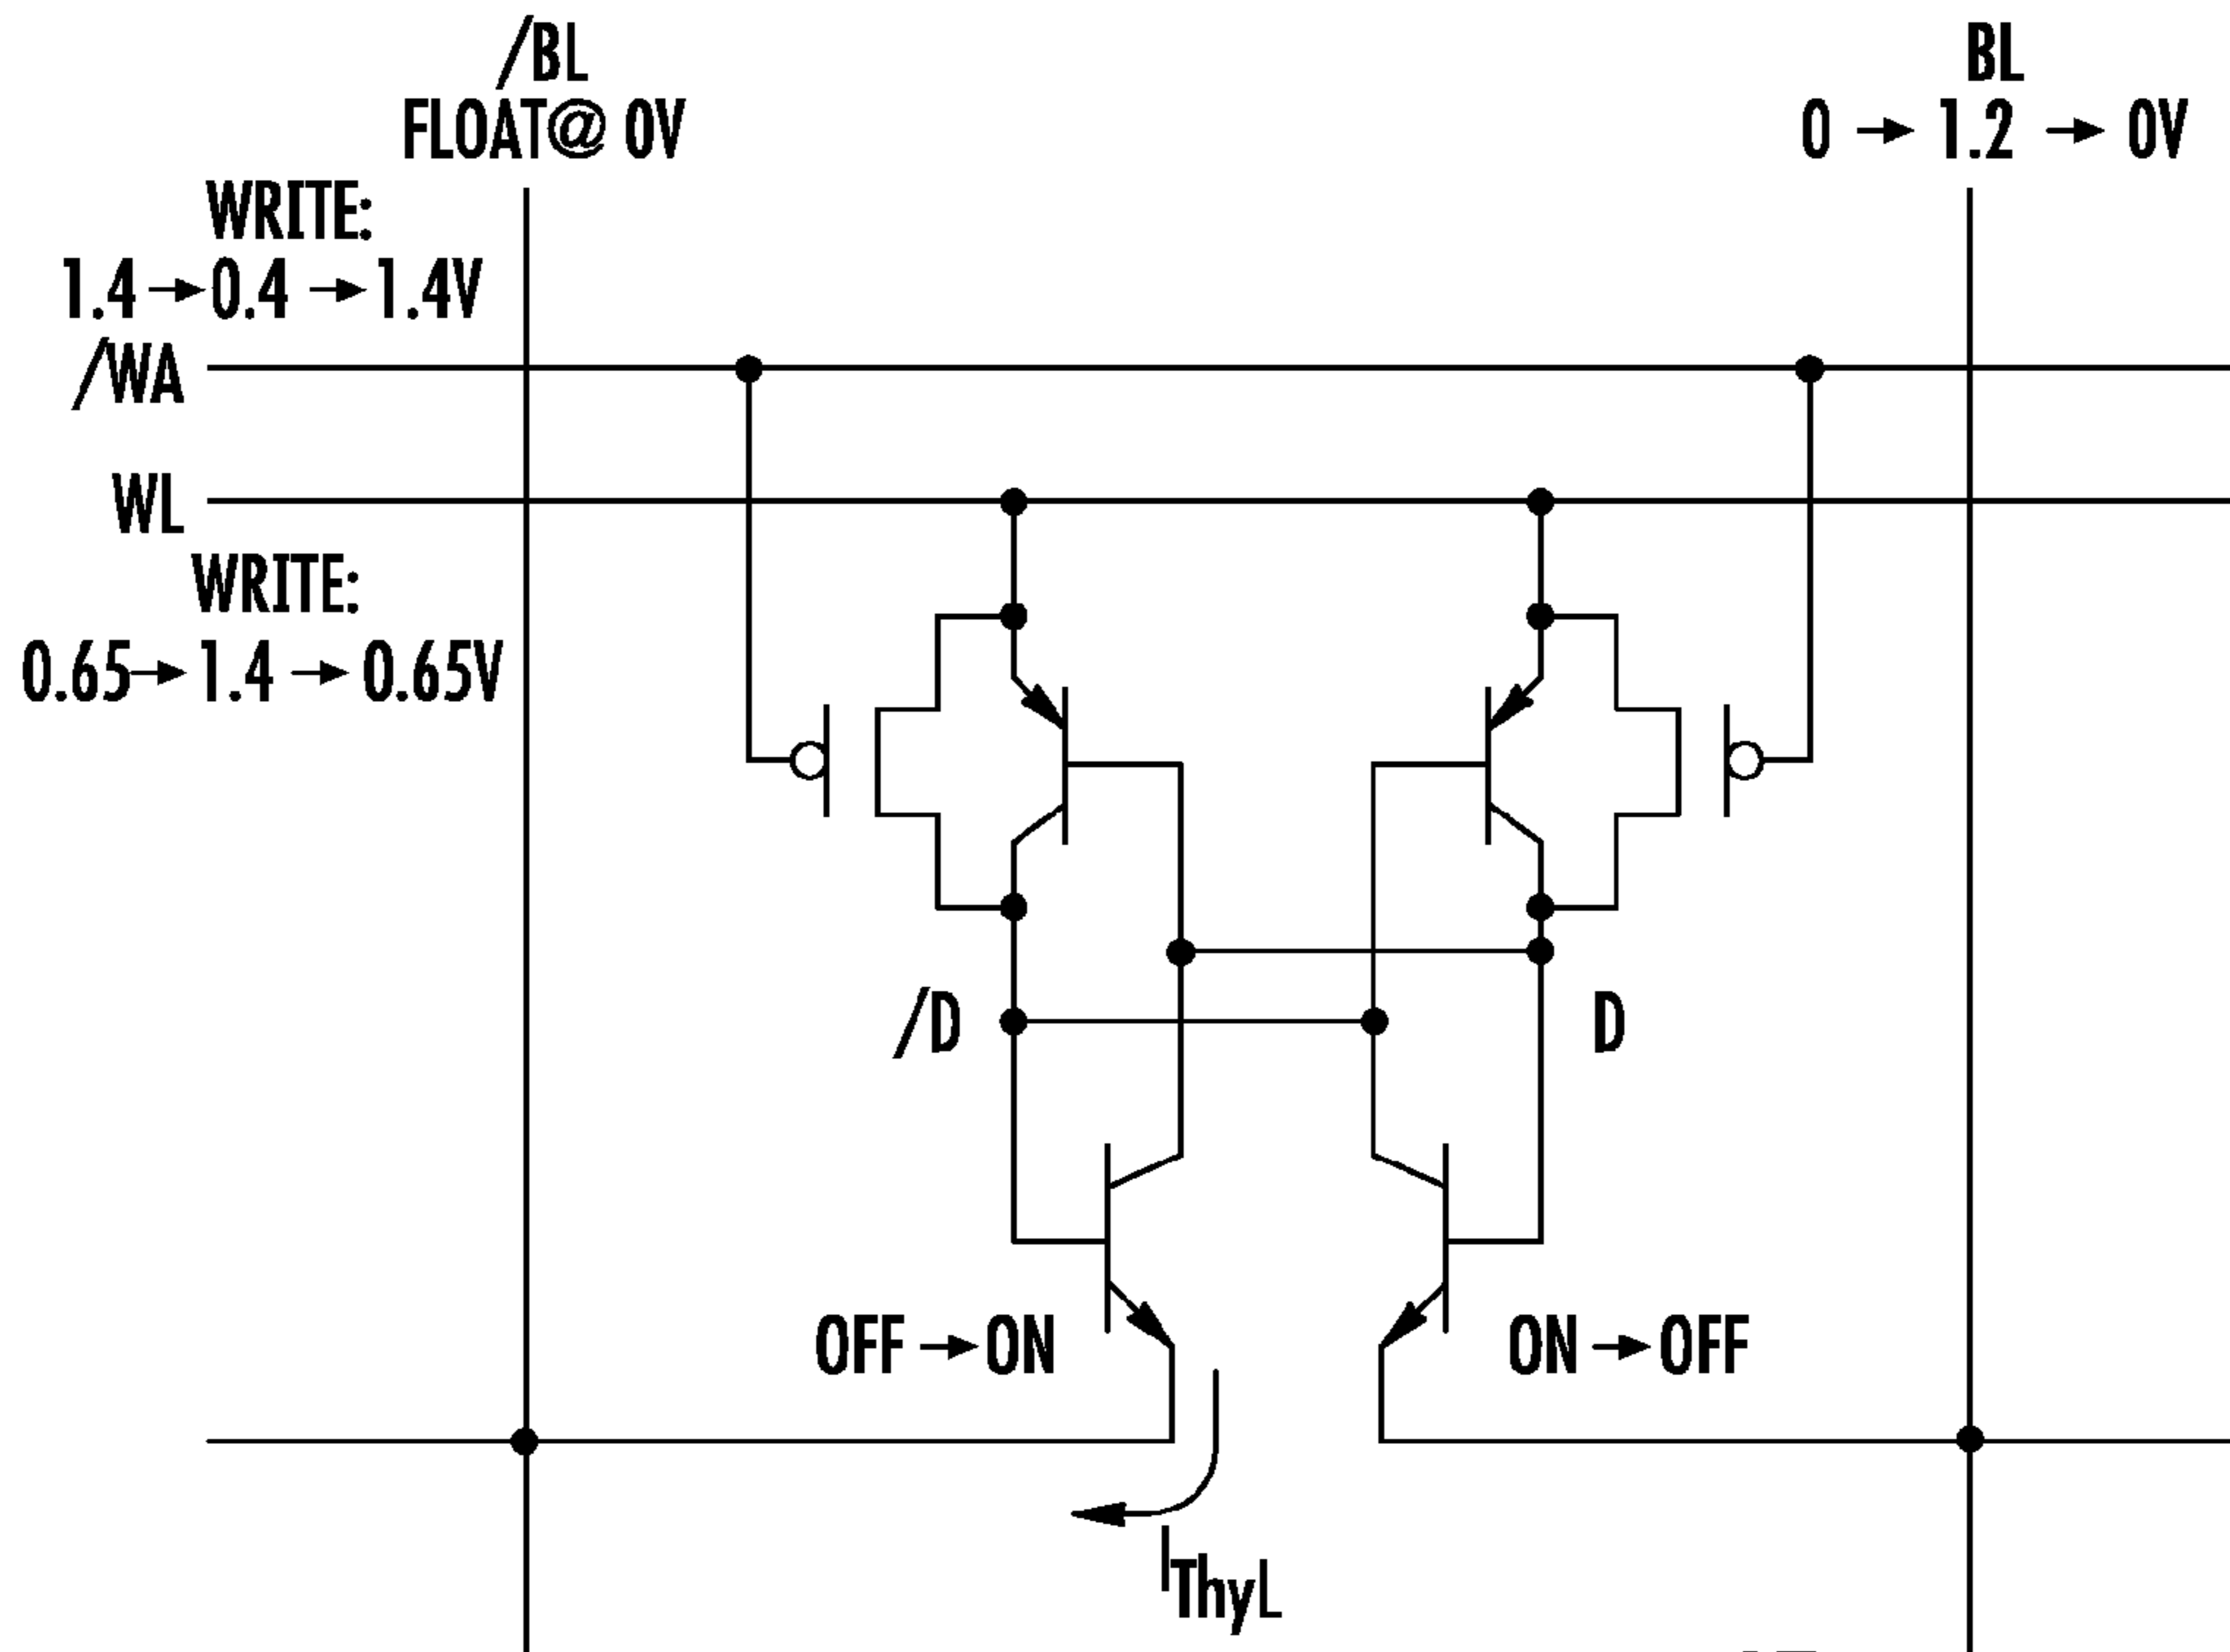 /BL
FLOAT@ 0V
BL
0 → 1.2 → 0V
WRITE:
1.4 → 0.4 → 1.4V
/WA
WL
WRITE:
0.65 → 1.4 → 0.65V
/D
D
OFF → ON
ON → OFF
IThyL